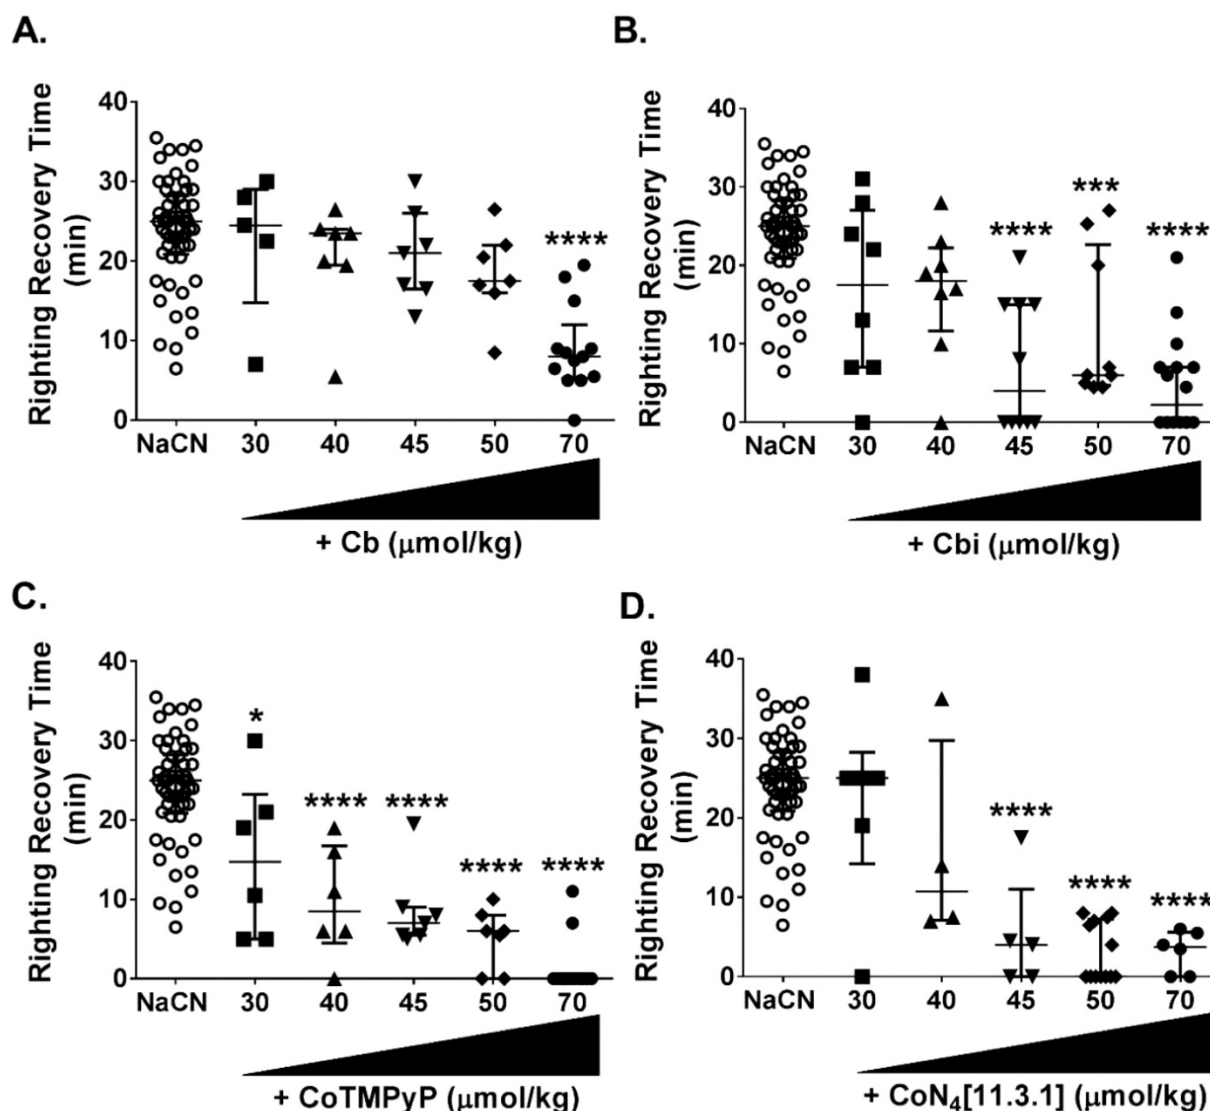 A.
Righting Recovery Time
(min)
40
30
20
10
0
****
NaCN 30 40 45 50 70
+ Cb (μmol/kg)
B.
Righting Recovery Time
(min)
40
30
20
10
0
**** *** ****
NaCN 30 40 45 50 70
+ Cbi (μmol/kg)
C.
Righting Recovery Time
(min)
40
30
20
10
0
* **** **** **** ****
NaCN 30 40 45 50 70
+ CoTMPyP (μmol/kg)
D.
Righting Recovery Time
(min)
40
30
20
10
0
**** **** ****
NaCN 30 40 45 50 70
+ CoN₄[11.3.1] (μmol/kg)